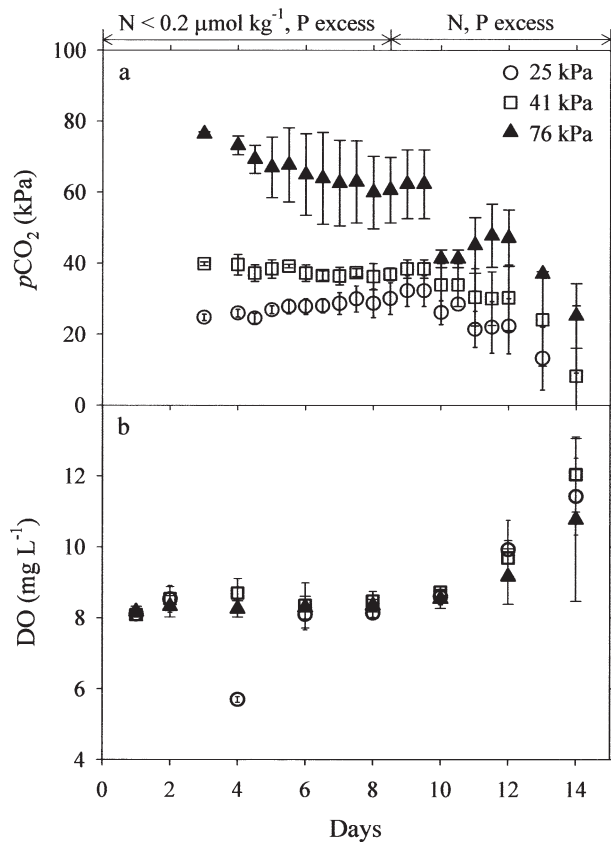 N < 0.2 μmol kg⁻¹, P excess N, P excess
100
a
25 kPa
41 kPa
76 kPa
80
60
40
20
0
pCO₂ (kPa)
b
12
10
8
6
4
DO (mg L⁻¹)
0 2 4 6 8 10 12 14
Days